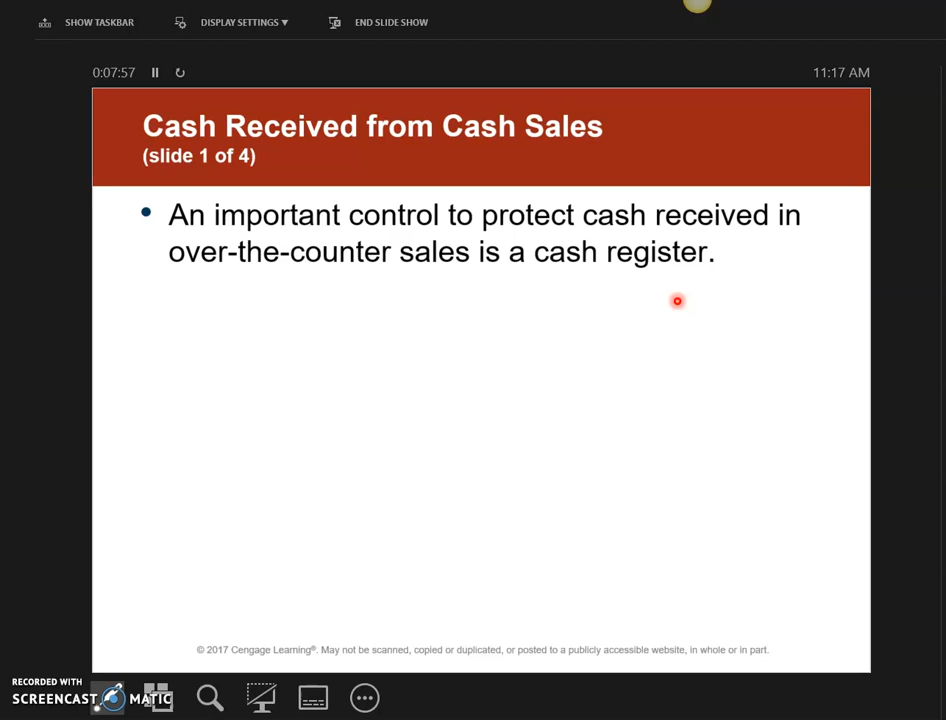 SHOW TASKBAR DISPLAY SETTINGS ▼ END SLIDE SHOW
0:07:57 11:17 AM
Cash Received from Cash Sales
(slide 1 of 4)
• An important control to protect cash received in
over-the-counter sales is a cash register.
© 2017 Cengage Learning®. May not be scanned, copied or duplicated, or posted to a publicly accessible website, in whole or in part.
RECORDED WITH
SCREENCAST MATIC